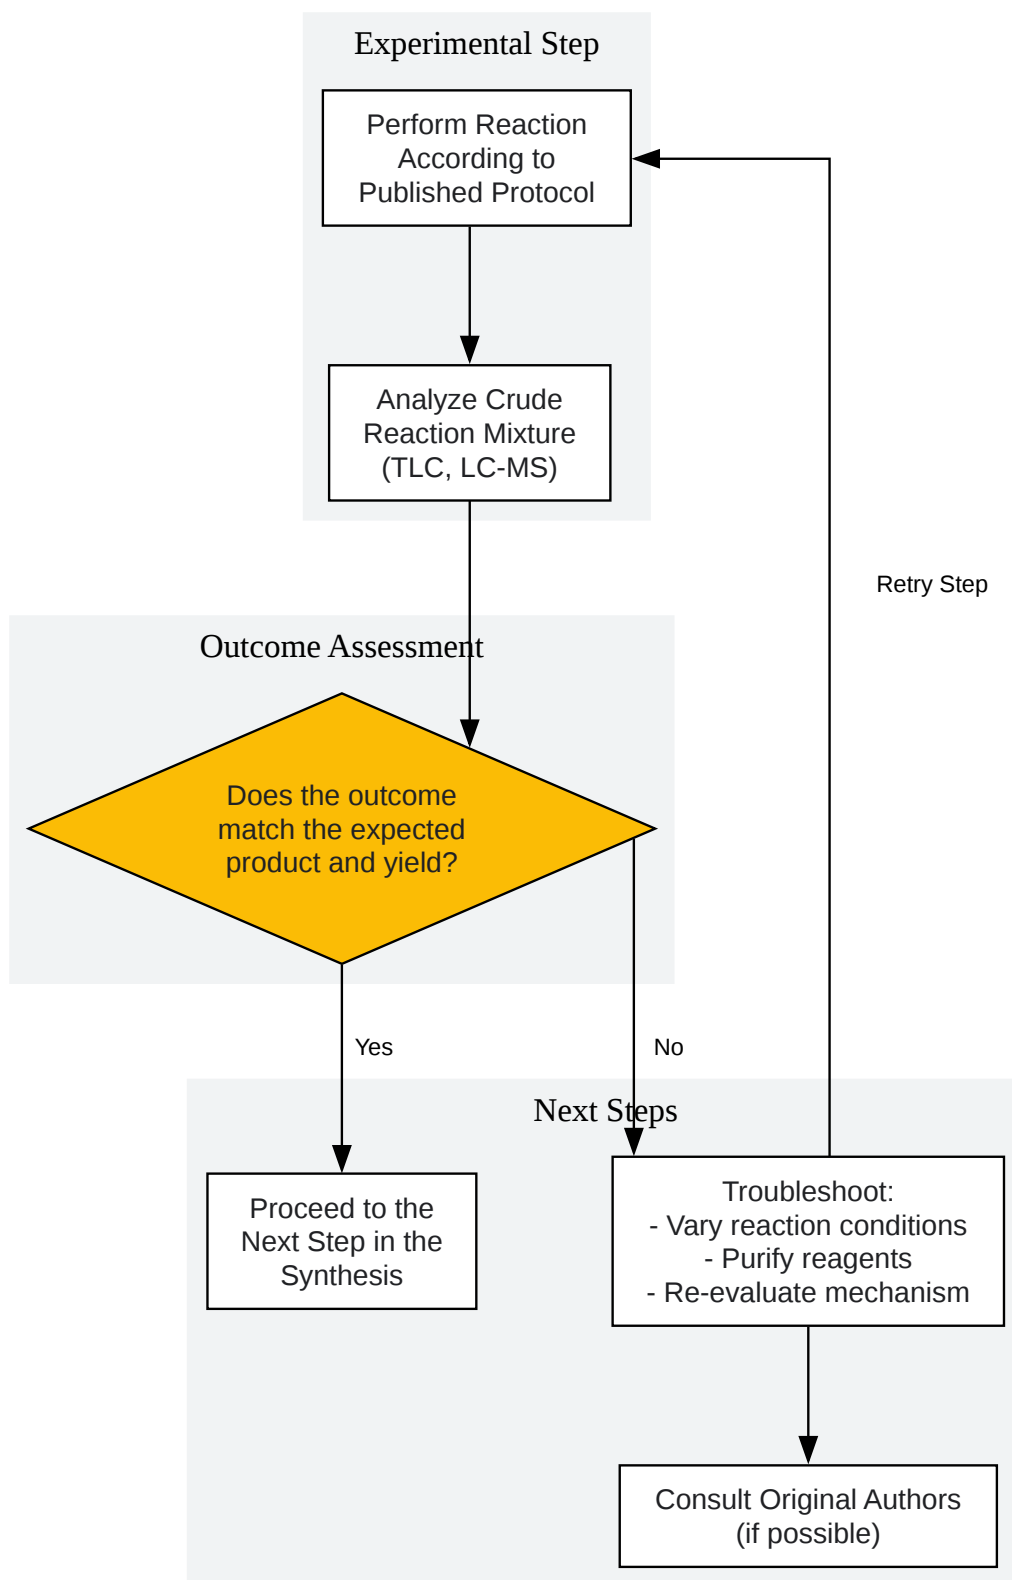 Experimental Step
Perform Reaction
According to
Published Protocol
Analyze Crude
Reaction Mixture
(TLC, LC-MS)
Retry Step
Outcome Assessment
Does the outcome
match the expected
product and yield?
Yes
No
Next Steps
Proceed to the
Next Step in the
Synthesis
Troubleshoot:
- Vary reaction conditions
- Purify reagents
- Re-evaluate mechanism
Consult Original Authors
(if possible)